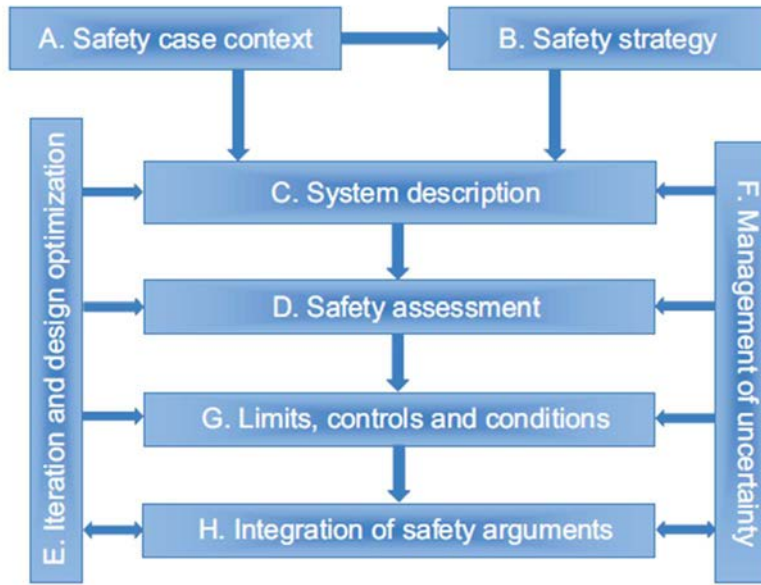 A. Safety case context
B. Safety strategy
E. Iteration and design optimization
C. System description
F. Management of uncertainty
D. Safety assessment
G. Limits, controls and conditions
H. Integration of safety arguments